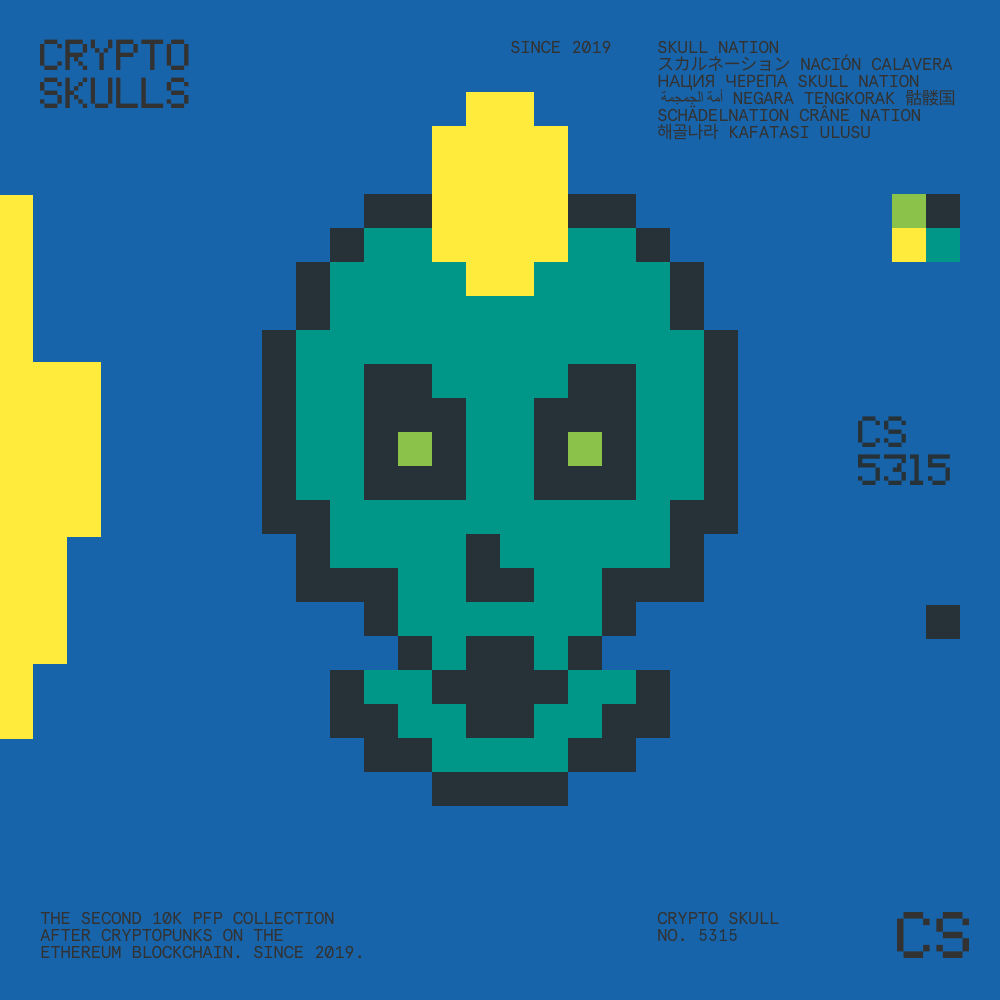 CRYPTO
SKULLS
SINCE 2019
SKULL NATION
スカルネーション NACIÓN CALAVERA
НАЦИЯ ЧЕРЕПА SKULL NATION
أمة الجمجمة NEGARA TENGKORAK 骷髅国
SCHÄDELNATION CRÂNE NATION
해골나라 KAFATASI ULUSU
CS
5315
THE SECOND 10K PFP COLLECTION
AFTER CRYPTOPUNKS ON THE
ETHEREUM BLOCKCHAIN. SINCE 2019.
CRYPTO SKULL
NO. 5315
CS